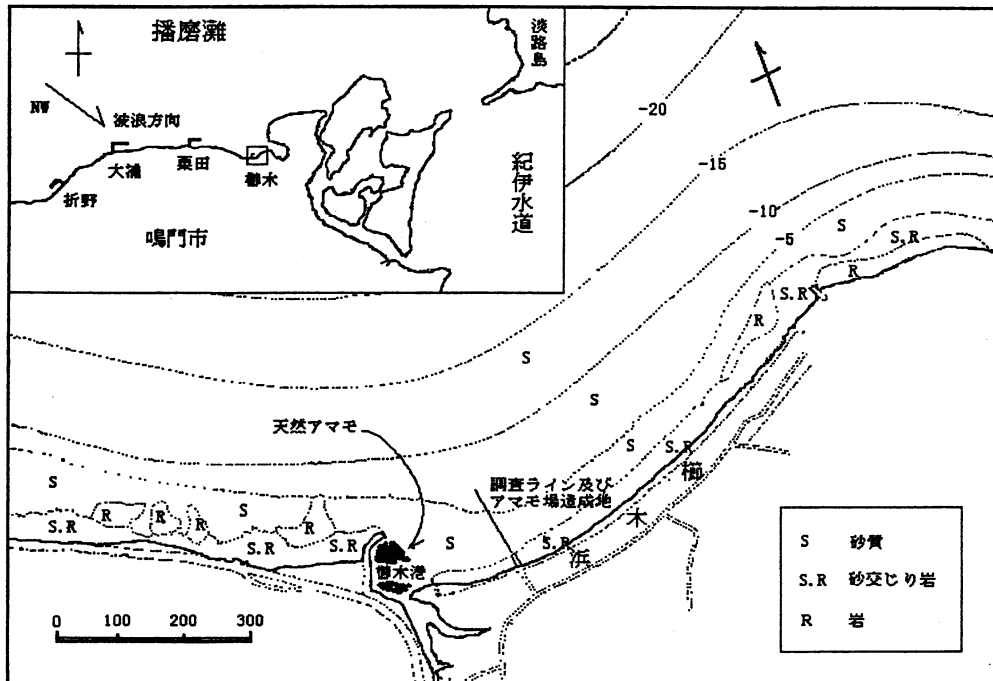 播磨灘
淡路島
NW
波浪方向
大浦
粟田
櫛木
折野
鳴門市
紀伊水道
-20
-15
-10
-5
S
S.R
R
S.R
R
S
S
天然アマモ
S
S.R
調査ライン及び
アマモ場造成地
櫛木浜
S
R
R
R
S
R
S.R
S.R
S.R
S
S.R
櫛木港
0 100 200 300
S 砂質
S.R 砂交じり岩
R 岩